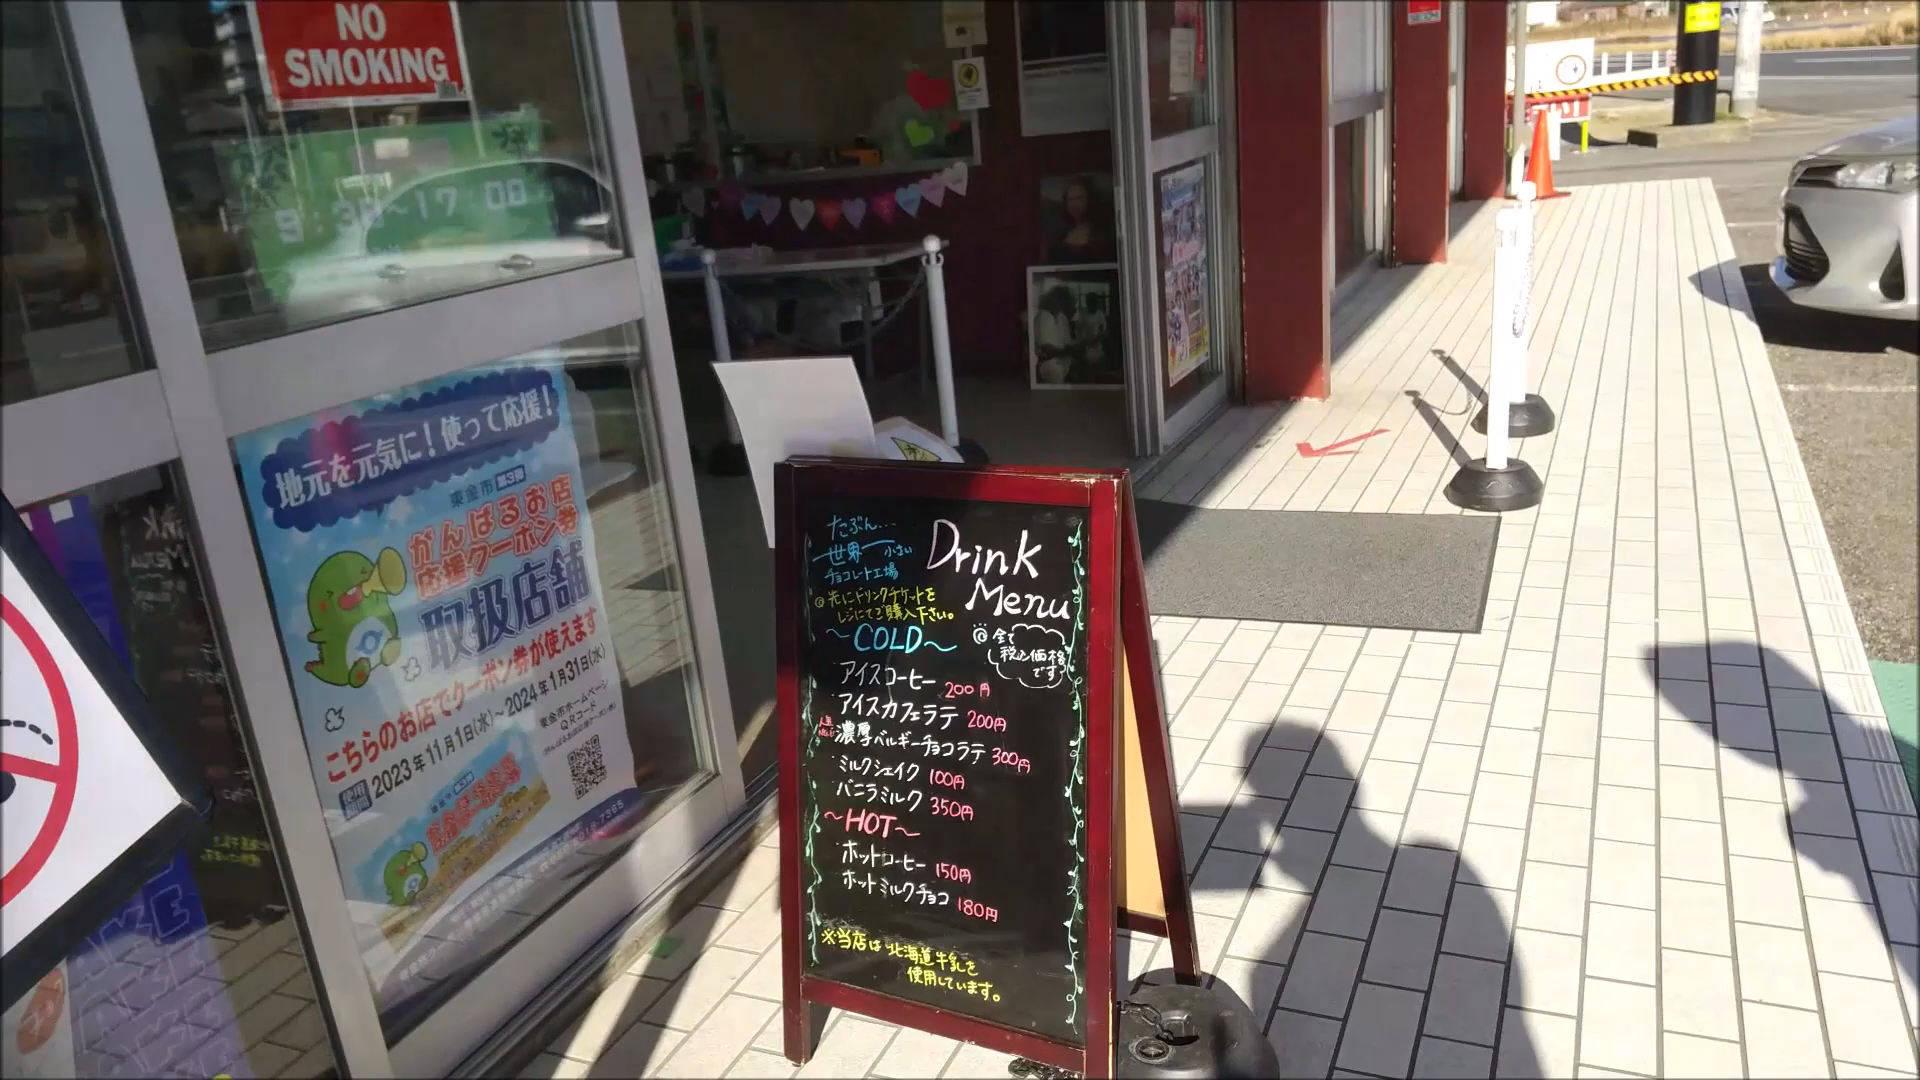 NO
SMOKING
9:30~17:00
地元を元気に!使って応援!
東金市 第3弾
がんばるお店
応援クーポン券
取扱店舗
こちらのお店でクーポン券が使えます
使用期間 2023年11月1日(水)~2024年1月31日(水)
東金市ホームページ
QRコード
たぶん...
世界一小さい
チョコレート工場
Drink
Menu
◎先にドリンクチケットを
レジにてご購入下さい。
~COLD~
@全て
税込価格
です
アイスコーヒー 200円
アイスカフェラテ 200円
濃厚ベルギーチョコラテ 300円
ミルクシェイク 100円
バニラミルク 350円
~HOT~
ホットコーヒー 150円
ホットミルクチョコ 180円
※当店は北海道牛乳を
使用しています。